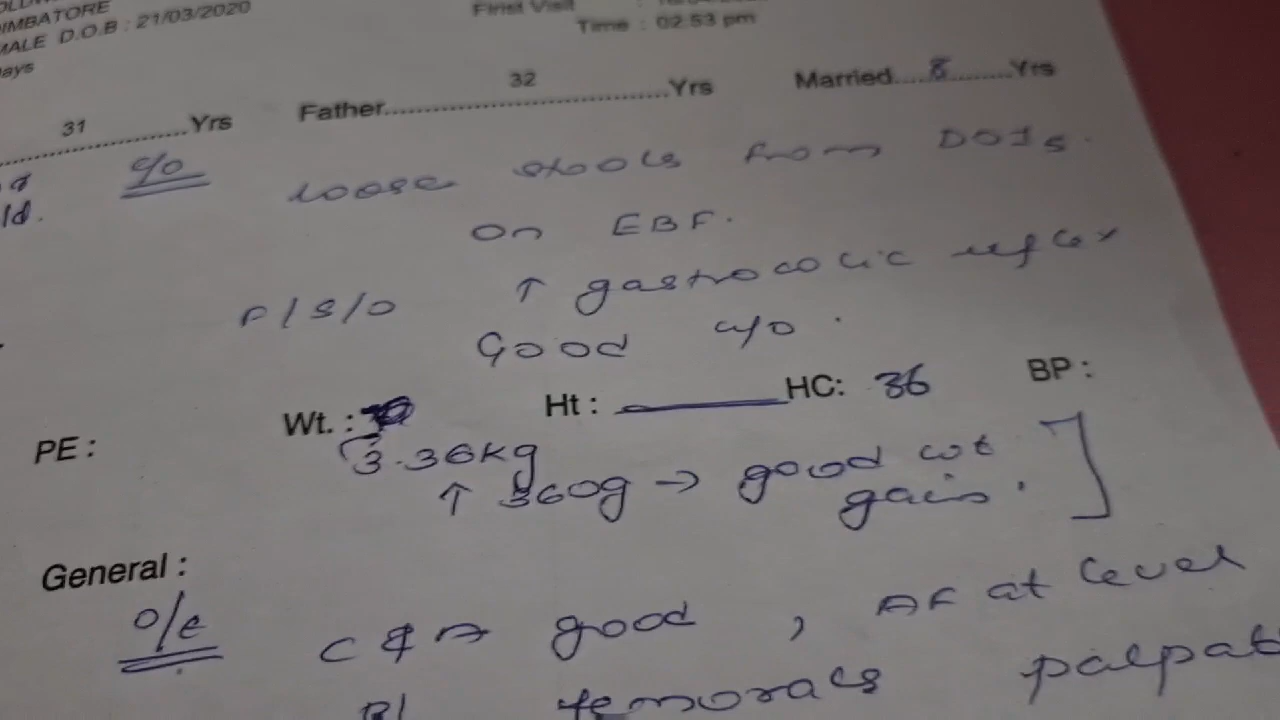 COIMBATORE
MALE D.O.B : 21/03/2020
First Visit :
Time : 02:53 pm
31 Yrs Father 32 Yrs Married 8 Yrs
c/o loose stools from DOL5.
On EBF.
P/S/O ↑ gastrocolic reflex
Good u/o.
PE : Wt. : Ht : HC: 36 BP :
3.36kg
↑ 360g → good wt gain.
General :
o/e C & A good, AF at level
B/L femorals palpab